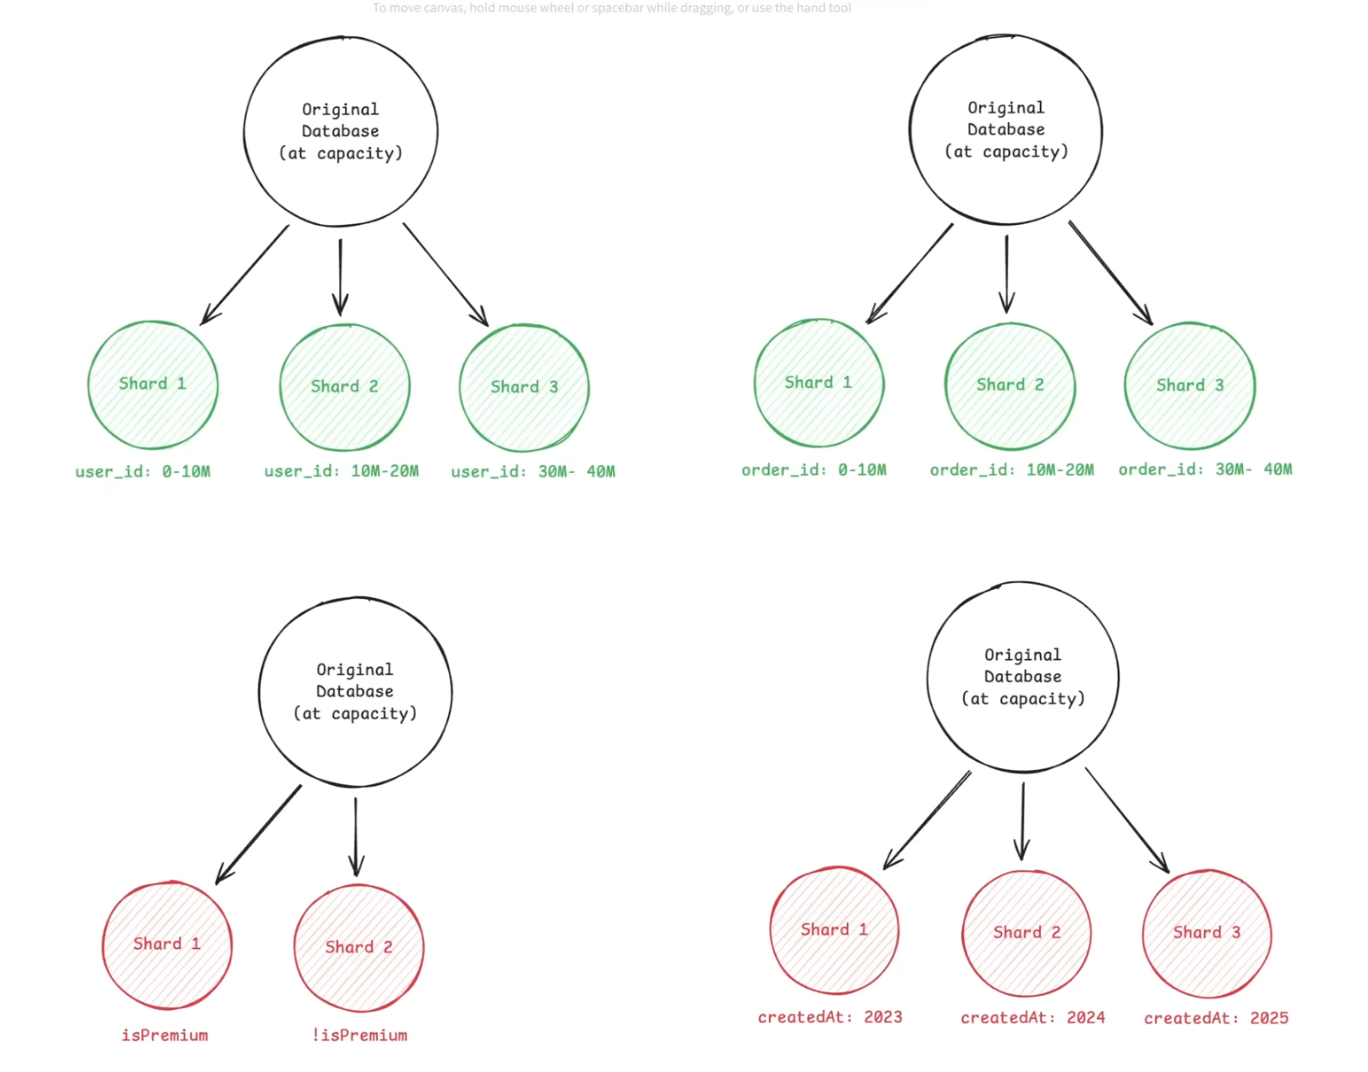 To move canvas, hold mouse wheel or spacebar while dragging, or use the hand tool
Original
Database
(at capacity)
Shard 1
Shard 2
Shard 3
user_id: 0-10M
user_id: 10M-20M
user_id: 30M- 40M
Original
Database
(at capacity)
Shard 1
Shard 2
Shard 3
order_id: 0-10M
order_id: 10M-20M
order_id: 30M- 40M
Original
Database
(at capacity)
Shard 1
Shard 2
isPremium
!isPremium
Original
Database
(at capacity)
Shard 1
Shard 2
Shard 3
createdAt: 2023
createdAt: 2024
createdAt: 2025